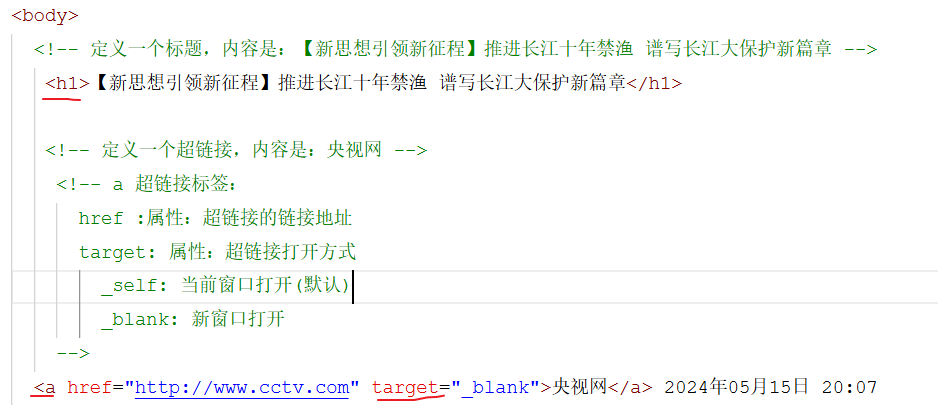 <body>
<!-- 定义一个标题，内容是：【新思想引领新征程】推进长江十年禁渔 谱写长江大保护新篇章 -->
<h1>【新思想引领新征程】推进长江十年禁渔 谱写长江大保护新篇章</h1>
<!-- 定义一个超链接，内容是：央视网 -->
<!-- a 超链接标签：
href :属性：超链接的链接地址
target: 属性：超链接打开方式
_self: 当前窗口打开(默认)
_blank: 新窗口打开
-->
<a href="http://www.cctv.com" target="_blank">央视网</a> 2024年05月15日 20:07